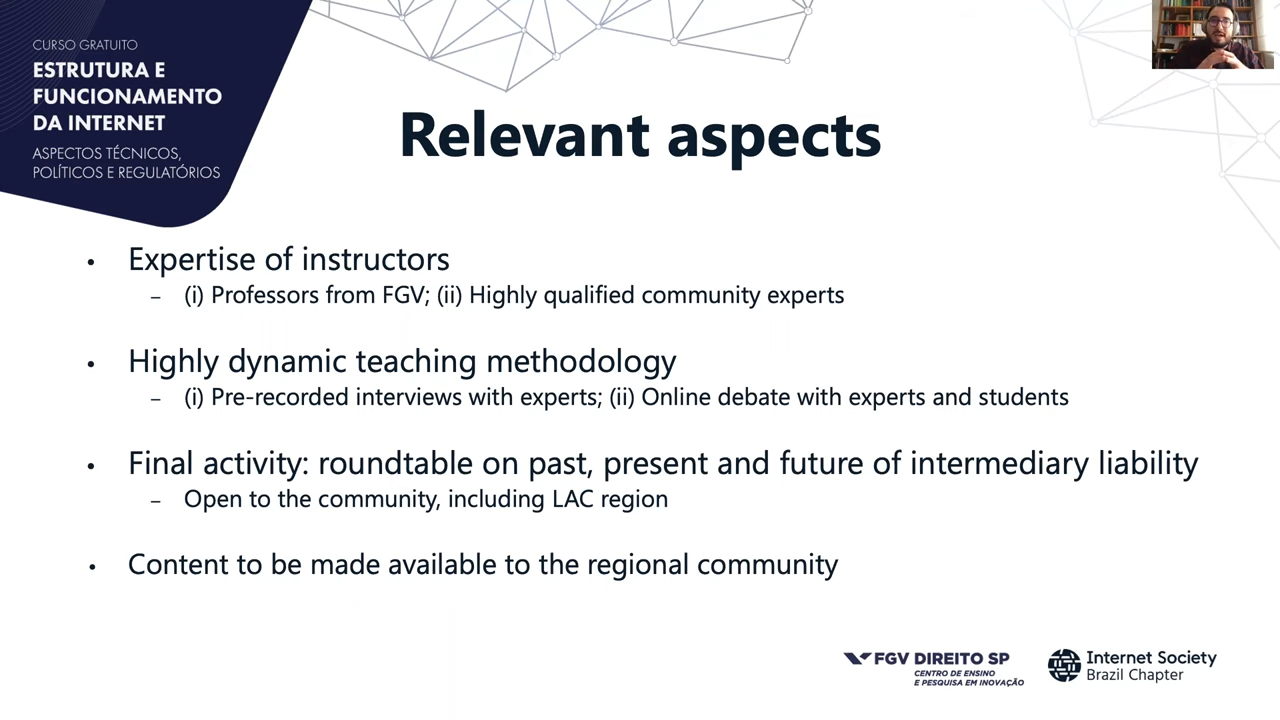 CURSO GRATUITO
ESTRUTURA E
FUNCIONAMENTO
DA INTERNET
ASPECTOS TÉCNICOS,
POLÍTICOS E REGULATÓRIOS
Relevant aspects
• Expertise of instructors
– (i) Professors from FGV; (ii) Highly qualified community experts
• Highly dynamic teaching methodology
– (i) Pre-recorded interviews with experts; (ii) Online debate with experts and students
• Final activity: roundtable on past, present and future of intermediary liability
– Open to the community, including LAC region
• Content to be made available to the regional community
FGV DIREITO SP
CENTRO DE ENSINO
E PESQUISA EM INOVAÇÃO
Internet Society
Brazil Chapter